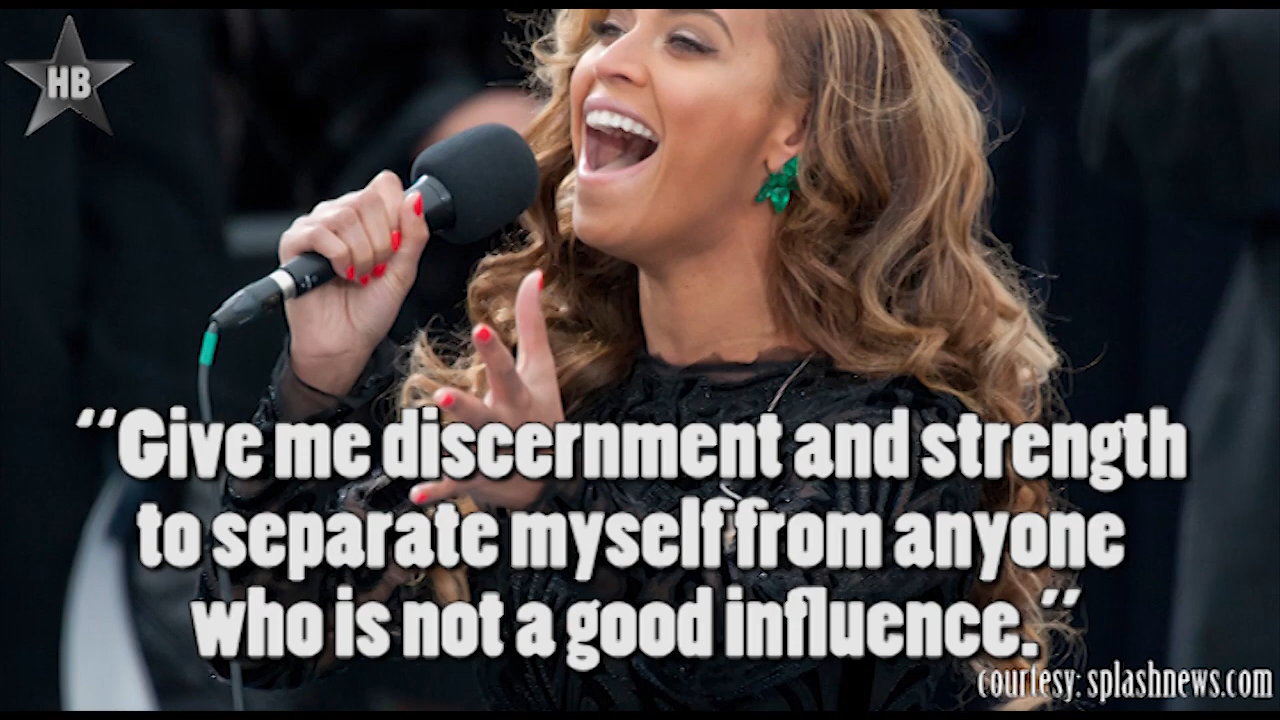 HB
“Give me discernment and strength
to separate myself from anyone
who is not a good influence.”
courtesy: splashnews.com